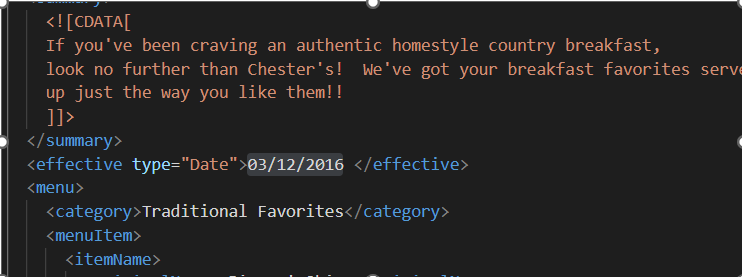 <![CDATA[
If you've been craving an authentic homestyle country breakfast,
look no further than Chester's!  We've got your breakfast favorites serve
up just the way you like them!!
]]>
</summary>
<effective type="Date">03/12/2016 </effective>
<menu>
<category>Traditional Favorites</category>
<menuItem>
<itemName>